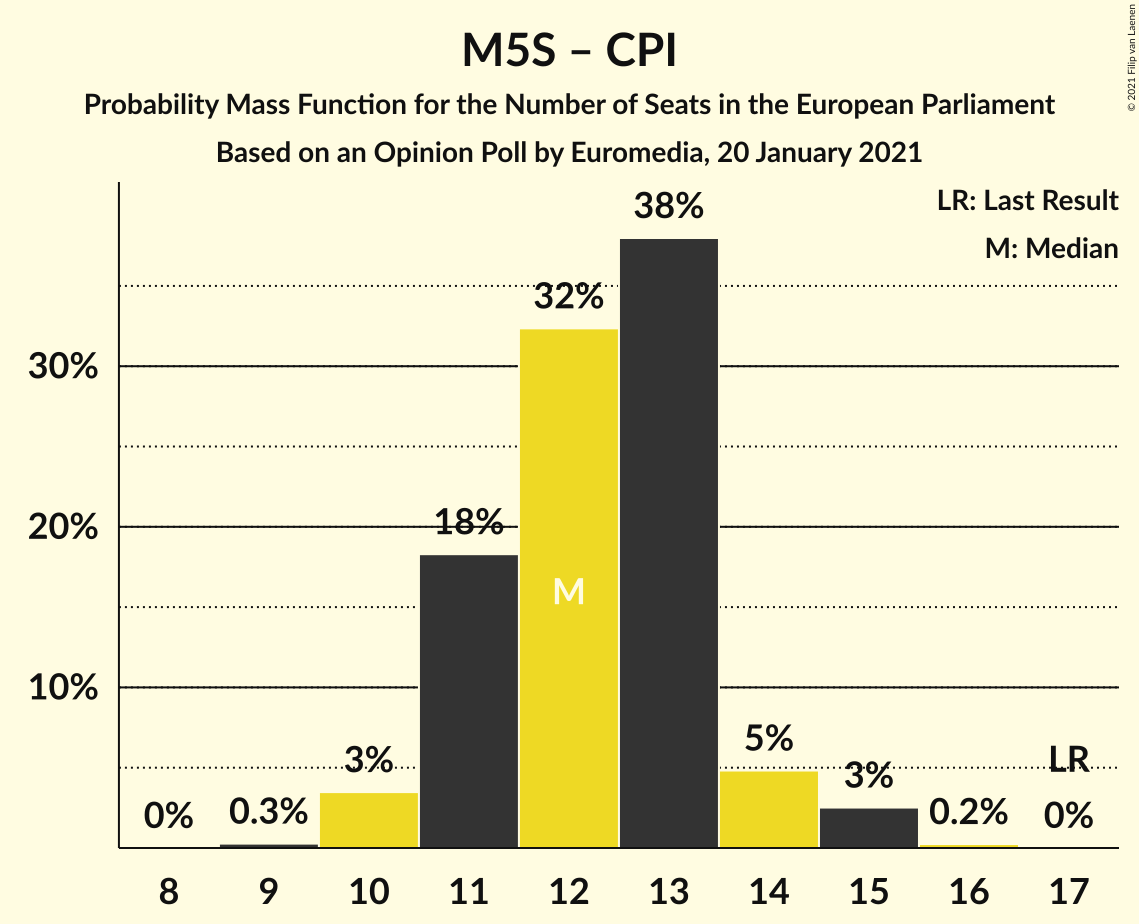 M5S – CPI
Probability Mass Function for the Number of Seats in the European Parliament
Based on an Opinion Poll by Euromedia, 20 January 2021
© 2021 Filip van Laenen
LR: Last Result
M: Median
38%
32%
30%
18%
20%
M
10%
5%
3%
3%
LR
0%
0.3%
0.2%
0%
8 9 10 11 12 13 14 15 16 17